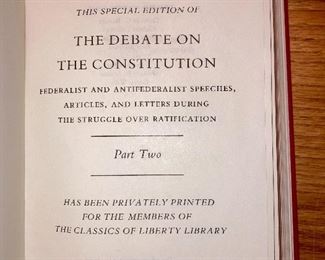 THIS SPECIAL EDITION OF
THE DEBATE ON
THE CONSTITUTION
FEDERALIST AND ANTIFEDERALIST SPEECHES,
ARTICLES, AND LETTERS DURING
THE STRUGGLE OVER RATIFICATION
Part Two
HAS BEEN PRIVATELY PRINTED
FOR THE MEMBERS OF
THE CLASSICS OF LIBERTY LIBRARY